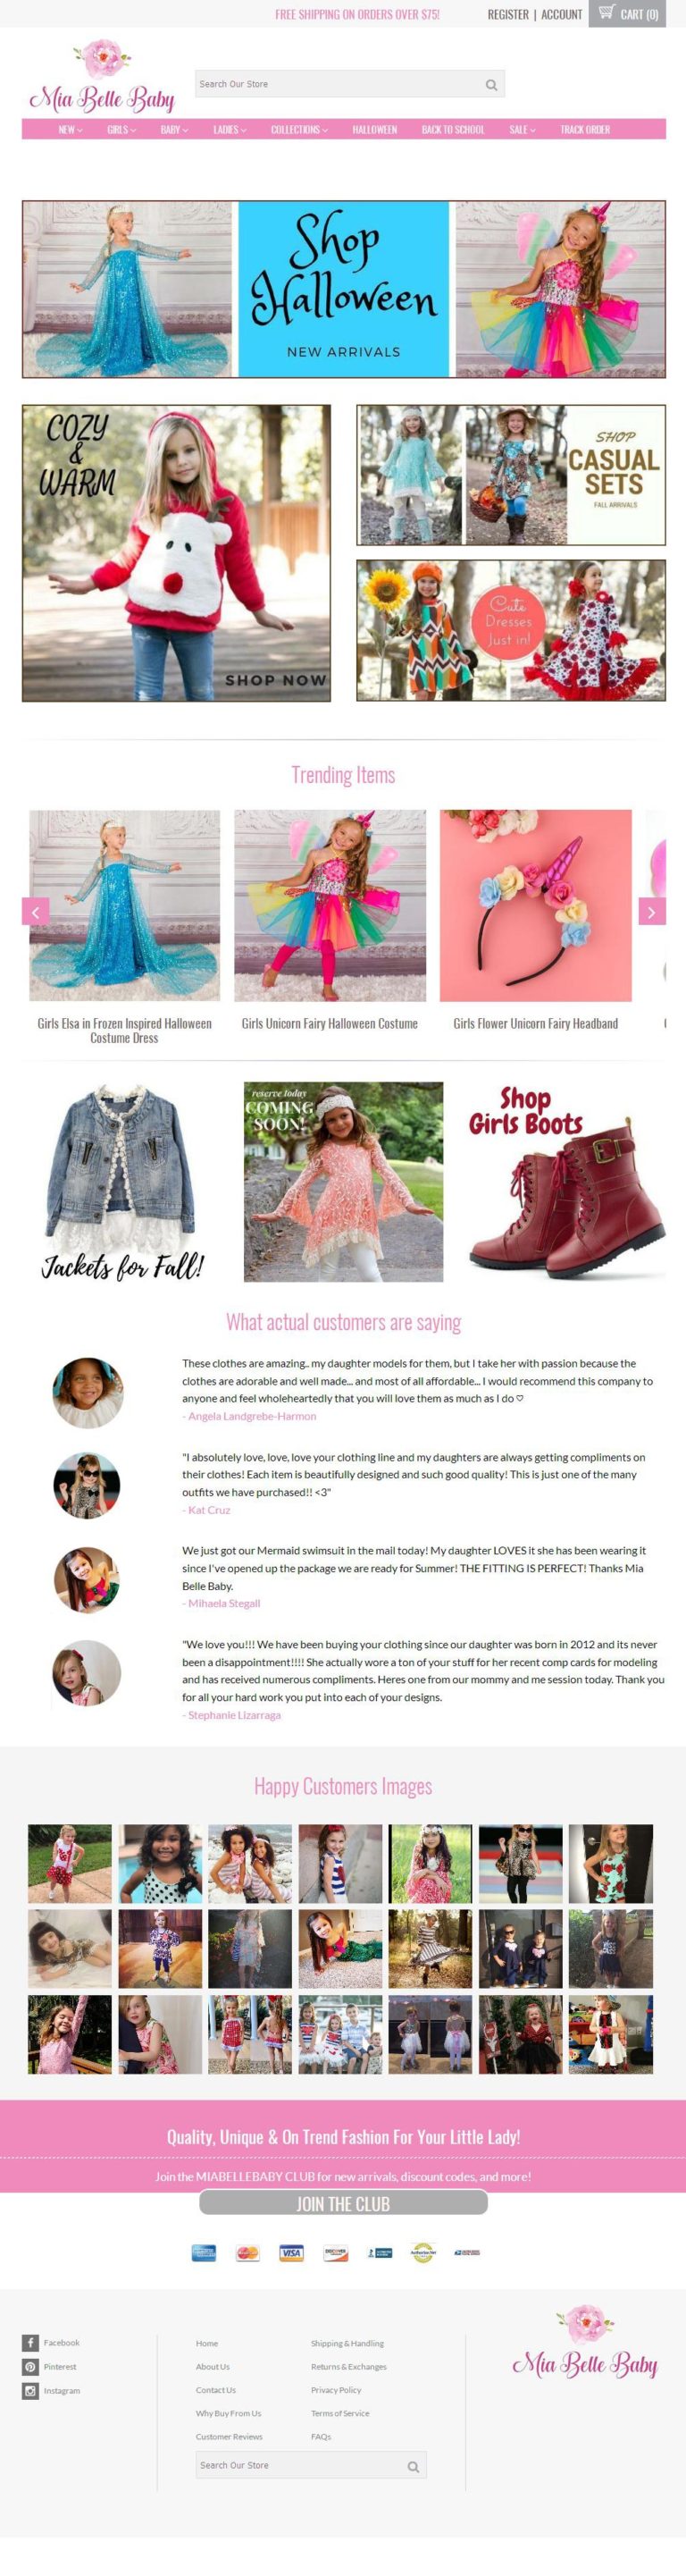 FREE SHIPPING ON ORDERS OVER $75!
REGISTER | ACCOUNT
CART (0)
Mia Belle Baby
Search Our Store
NEW GIRLS BABY LADIES COLLECTIONS HALLOWEEN BACK TO SCHOOL SALE TRACK ORDER
Shop
Halloween
NEW ARRIVALS
COZY
&
WARM
SHOP NOW
SHOP
CASUAL
SETS
FALL ARRIVALS
Cute
Dresses
Just in!
Trending Items
Girls Elsa in Frozen Inspired Halloween
Costume Dress
Girls Unicorn Fairy Halloween Costume
Girls Flower Unicorn Fairy Headband
Jackets for Fall!
reserve today
COMING
SOON!
Shop
Girls Boots
What actual customers are saying
These clothes are amazing.. my daughter models for them, but I take her with passion because the
clothes are adorable and well made... and most of all affordable... I would recommend this company to
anyone and feel wholeheartedly that you will love them as much as I do ♡
- Angela Landgrebe-Harmon
"I absolutely love, love, love your clothing line and my daughters are always getting compliments on
their clothes! Each item is beautifully designed and such good quality! This is just one of the many
outfits we have purchased!! <3"
- Kat Cruz
We just got our Mermaid swimsuit in the mail today! My daughter LOVES it she has been wearing it
since I've opened up the package we are ready for Summer! THE FITTING IS PERFECT! Thanks Mia
Belle Baby.
- Mihaela Stegall
"We love you!!! We have been buying your clothing since our daughter was born in 2012 and its never
been a disappointment!!!! She actually wore a ton of your stuff for her recent comp cards for modeling
and has received numerous compliments. Heres one from our mommy and me session today. Thank you
for all your hard work you put into each of your designs.
- Stephanie Lizarraga
Happy Customers Images
Quality, Unique & On Trend Fashion For Your Little Lady!
Join the MIABELLEBABY CLUB for new arrivals, discount codes, and more!
JOIN THE CLUB
VISA
Facebook
Pinterest
Instagram
Home
About Us
Contact Us
Why Buy From Us
Customer Reviews
Shipping & Handling
Returns & Exchanges
Privacy Policy
Terms of Service
FAQs
Search Our Store
Mia Belle Baby